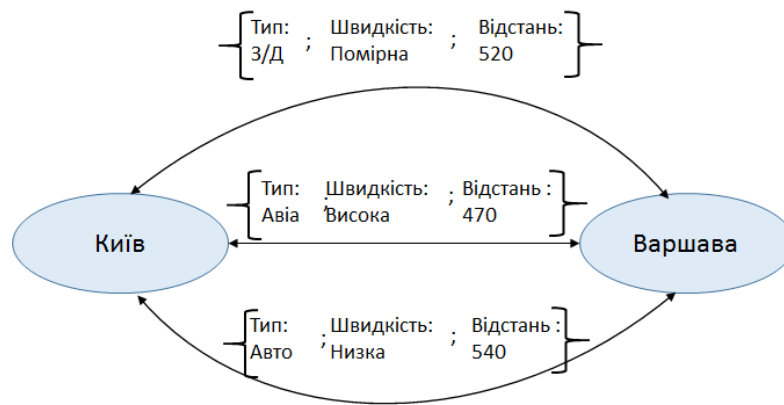 Тип: ; Швидкість: ; Відстань:
З/Д Помірна 520
Тип: ; Швидкість: ; Відстань :
Авіа Висока 470
Київ
Варшава
Тип: ; Швидкість: ; Відстань :
Авто Низка 540